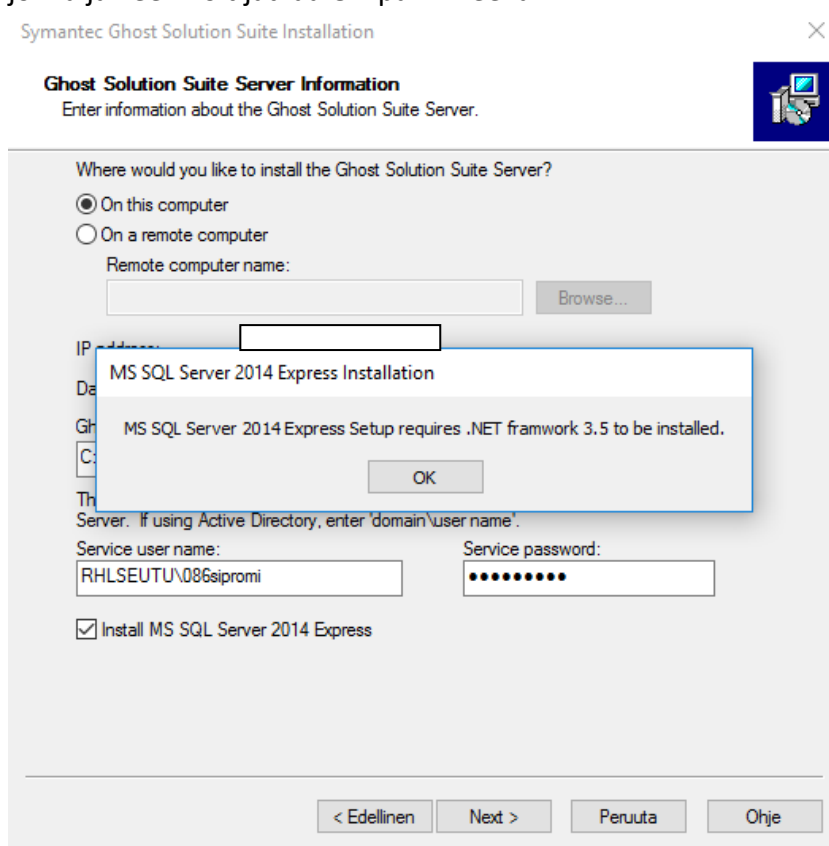 Symantec Ghost Solution Suite Installation
Ghost Solution Suite Server Information
Enter information about the Ghost Solution Suite Server.
Where would you like to install the Ghost Solution Suite Server?
On this computer
On a remote computer
Remote computer name:
Browse...
IP
MS SQL Server 2014 Express Installation
Da
MS SQL Server 2014 Express Setup requires .NET framwork 3.5 to be installed.
Gh
C:
OK
Th
Server. If using Active Directory, enter 'domain\user name'.
Service user name:
Service password:
RHLSEUTU\086sipromi
●●●●●●●●●
Install MS SQL Server 2014 Express
< Edellinen
Next >
Peruuta
Ohje